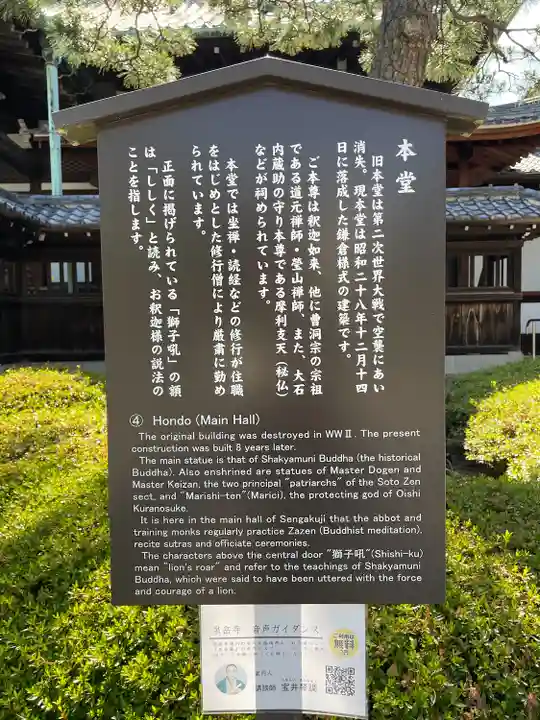 本堂
旧本堂は第二次世界大戦で空襲にあい
消失。現本堂は昭和二十八年十二月十四
日に落成した鎌倉様式の建築です。
ご本尊は釈迦如来、他に曹洞宗の宗祖
である道元禅師・瑩山禅師、また、大石
内蔵助の守り本尊である摩利支天（秘仏）
などが祠められています。
本堂では坐禅・読経などの修行が住職
をはじめとした修行僧により厳粛に勤め
られています。
正面に掲げられている「獅子吼」の額
は「ししく」と読み、お釈迦様の説法の
ことを指します。
④ Hondo (Main Hall)
The original building was destroyed in WWⅡ. The present
construction was built 8 years later.
The main statue is that of Shakyamuni Buddha (the historical
Buddha). Also enshrined are statues of Master Dogen and
Master Keizan, the two principal "patriarchs" of the Soto Zen
sect, and "Marishi-ten"(Marici), the protecting god of Oishi
Kuranosuke.
It is here in the main hall of Sengakuji that the abbot and
training monks regularly practice Zazen (Buddhist meditation),
recite sutras and officiate ceremonies.
The characters above the central door "獅子吼"(Shishi-ku)
mean "lion's roar" and refer to the teachings of Shakyamuni
Buddha, which were said to have been uttered with the force
and courage of a lion.
泉岳寺 音声ガイダンス
無料
案内人
講談師 宝井琴調